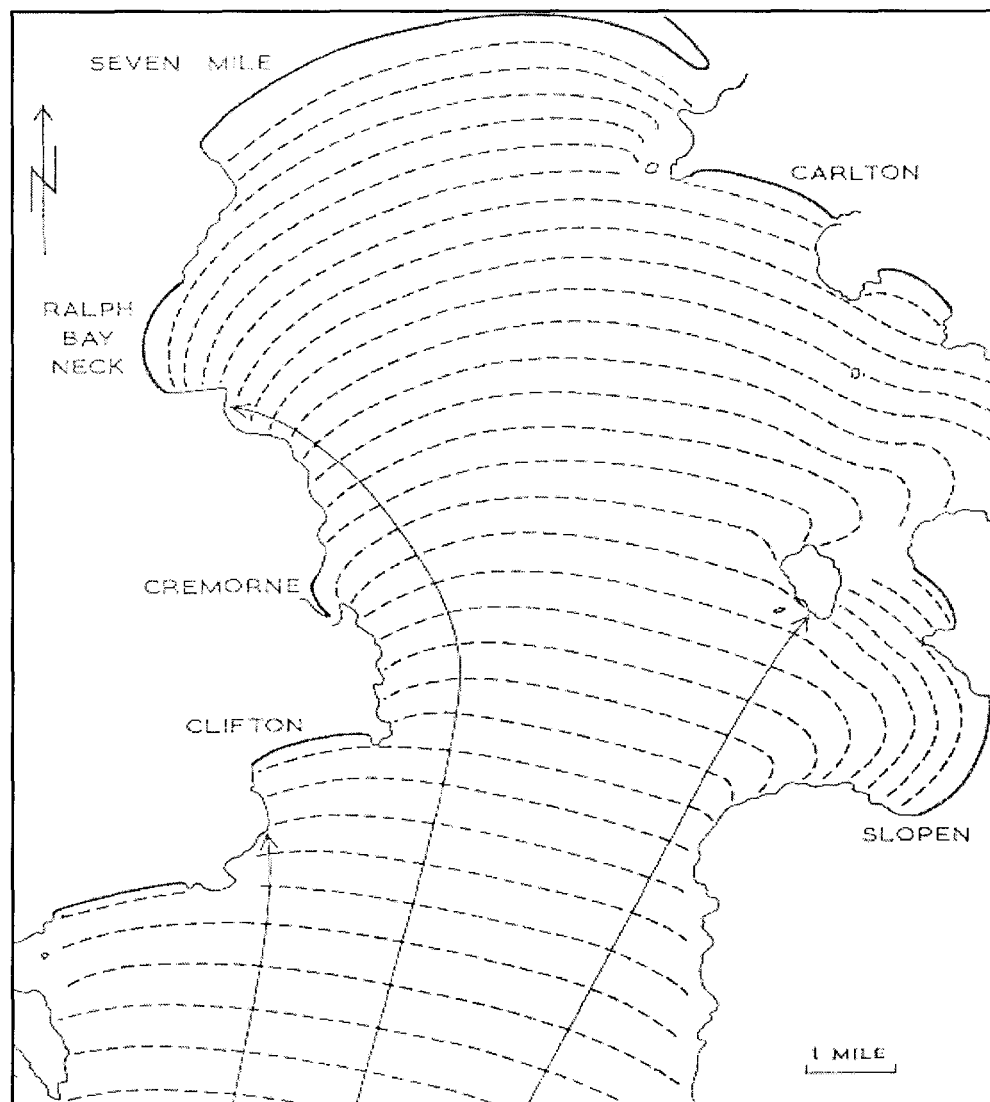 SEVEN MILE
N
CARLTON
RALPH
BAY
NECK
CREMORNE
CLIFTON
SLOPEN
1 MILE